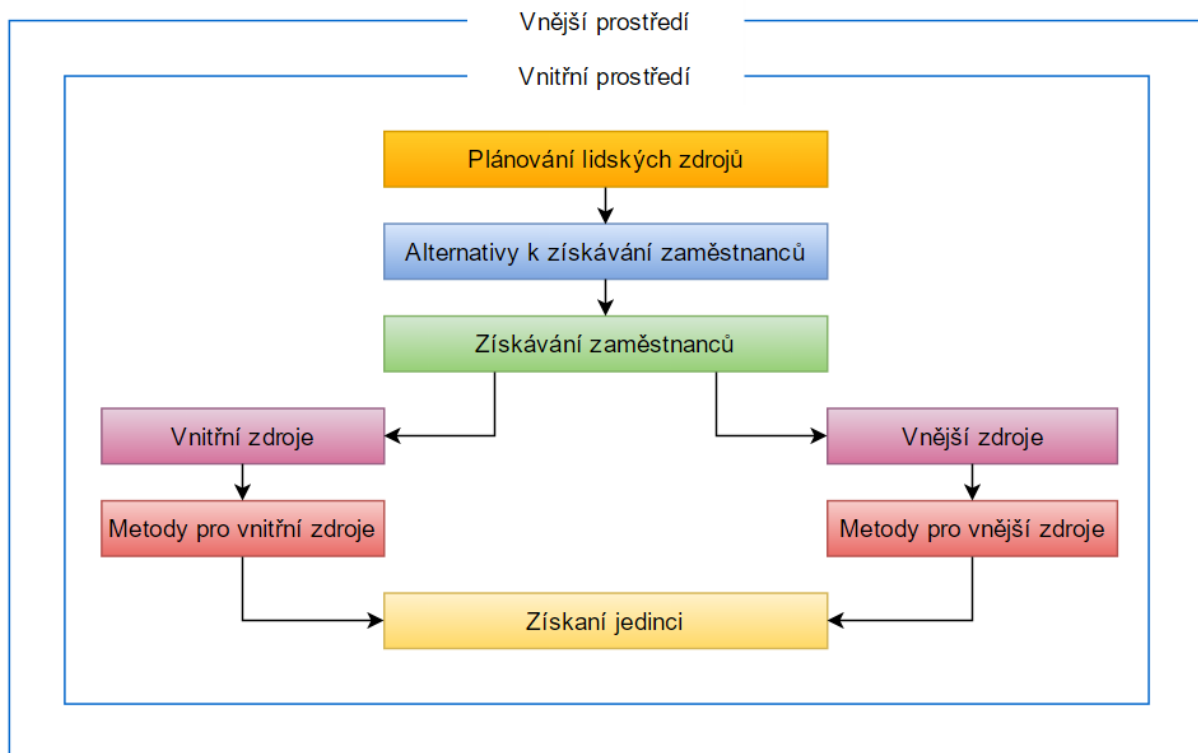 Vnější prostředí
Vnitřní prostředí
Plánování lidských zdrojů
Alternativy k získávání zaměstnanců
Získávání zaměstnanců
Vnitřní zdroje
Vnější zdroje
Metody pro vnitřní zdroje
Metody pro vnější zdroje
Získaní jedinci